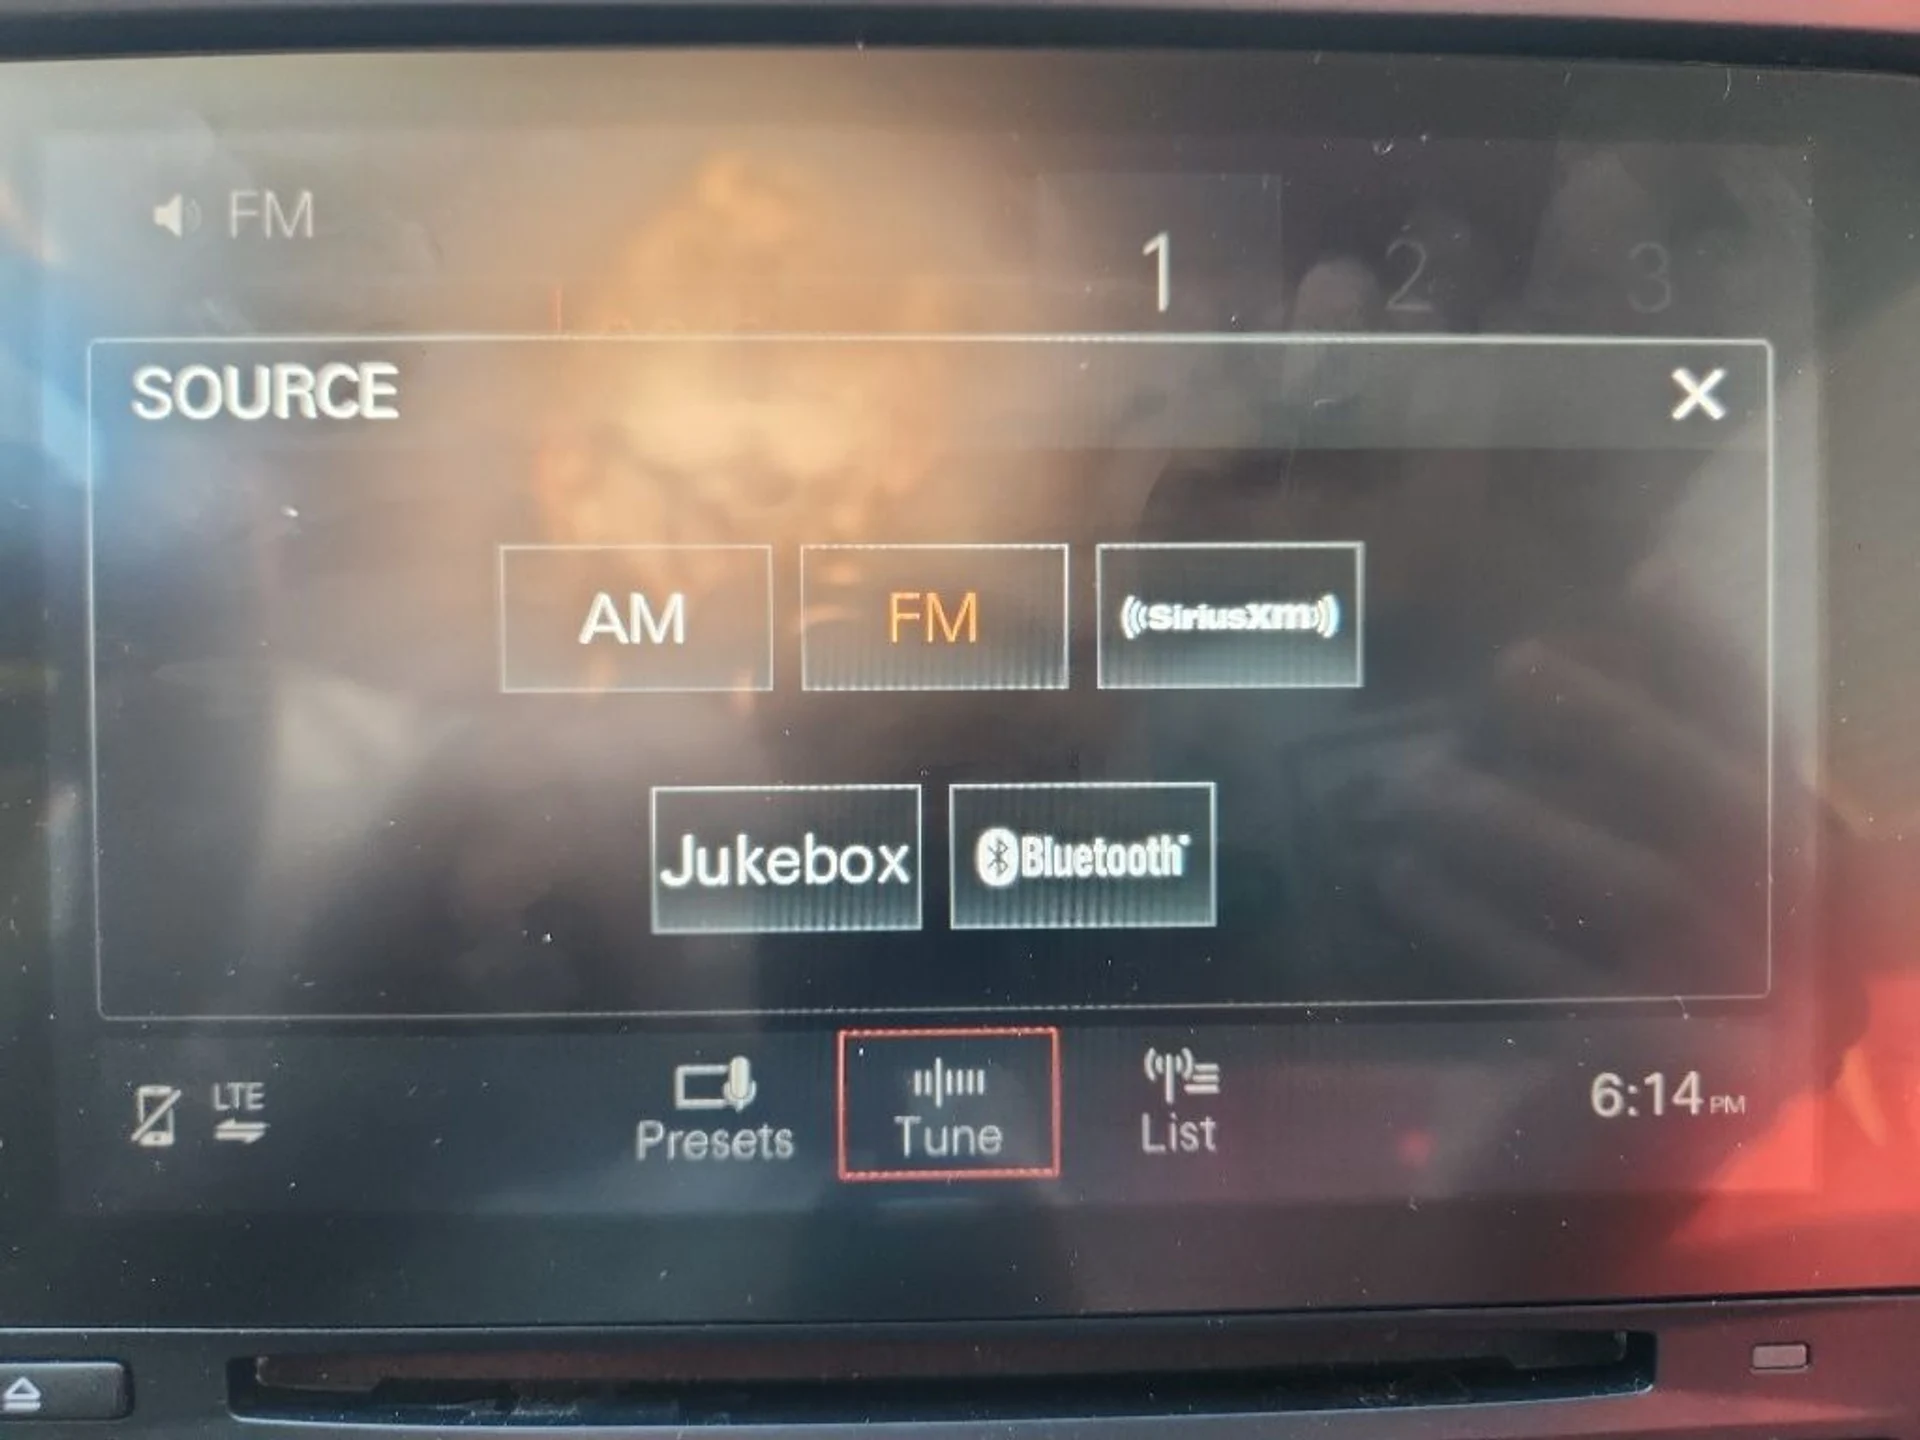 FM
1 2 3
SOURCE X
AM FM SiriusXm
Jukebox Bluetooth
LTE
Presets Tune List 6:14 PM